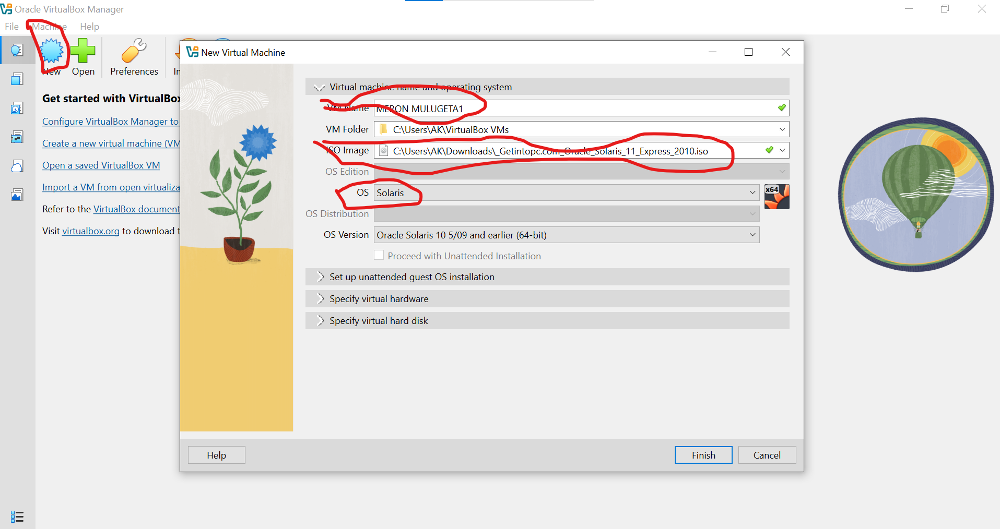 Oracle VirtualBox Manager
File Machine Help
New Open Preferences In
Get started with VirtualBox
Configure VirtualBox Manager to
Create a new virtual machine (VM
Open a saved VirtualBox VM
Import a VM from open virtualiza
Refer to the VirtualBox document
Visit virtualbox.org to download t
New Virtual Machine
Virtual machine name and operating system
VM Name MERON MULUGETA1
VM Folder C:\Users\AK\VirtualBox VMs
ISO Image C:\Users\AK\Downloads\_Getintopc.com_Oracle_Solaris_11_Express_2010.iso
OS Edition
OS Solaris
x64
OS Distribution
OS Version Oracle Solaris 10 5/09 and earlier (64-bit)
Proceed with Unattended Installation
Set up unattended guest OS installation
Specify virtual hardware
Specify virtual hard disk
Help Finish Cancel